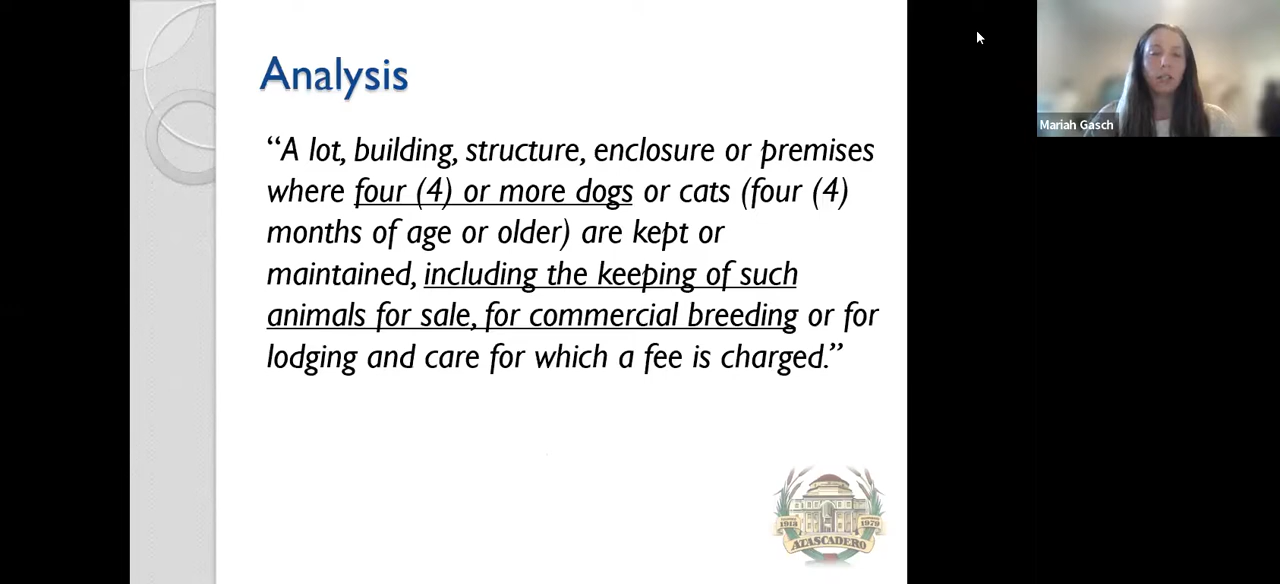 Analysis
“A lot, building, structure, enclosure or premises
where four (4) or more dogs or cats (four (4)
months of age or older) are kept or
maintained, including the keeping of such
animals for sale, for commercial breeding or for
lodging and care for which a fee is charged.”
Mariah Gasch
1913
1979
ATASCADERO